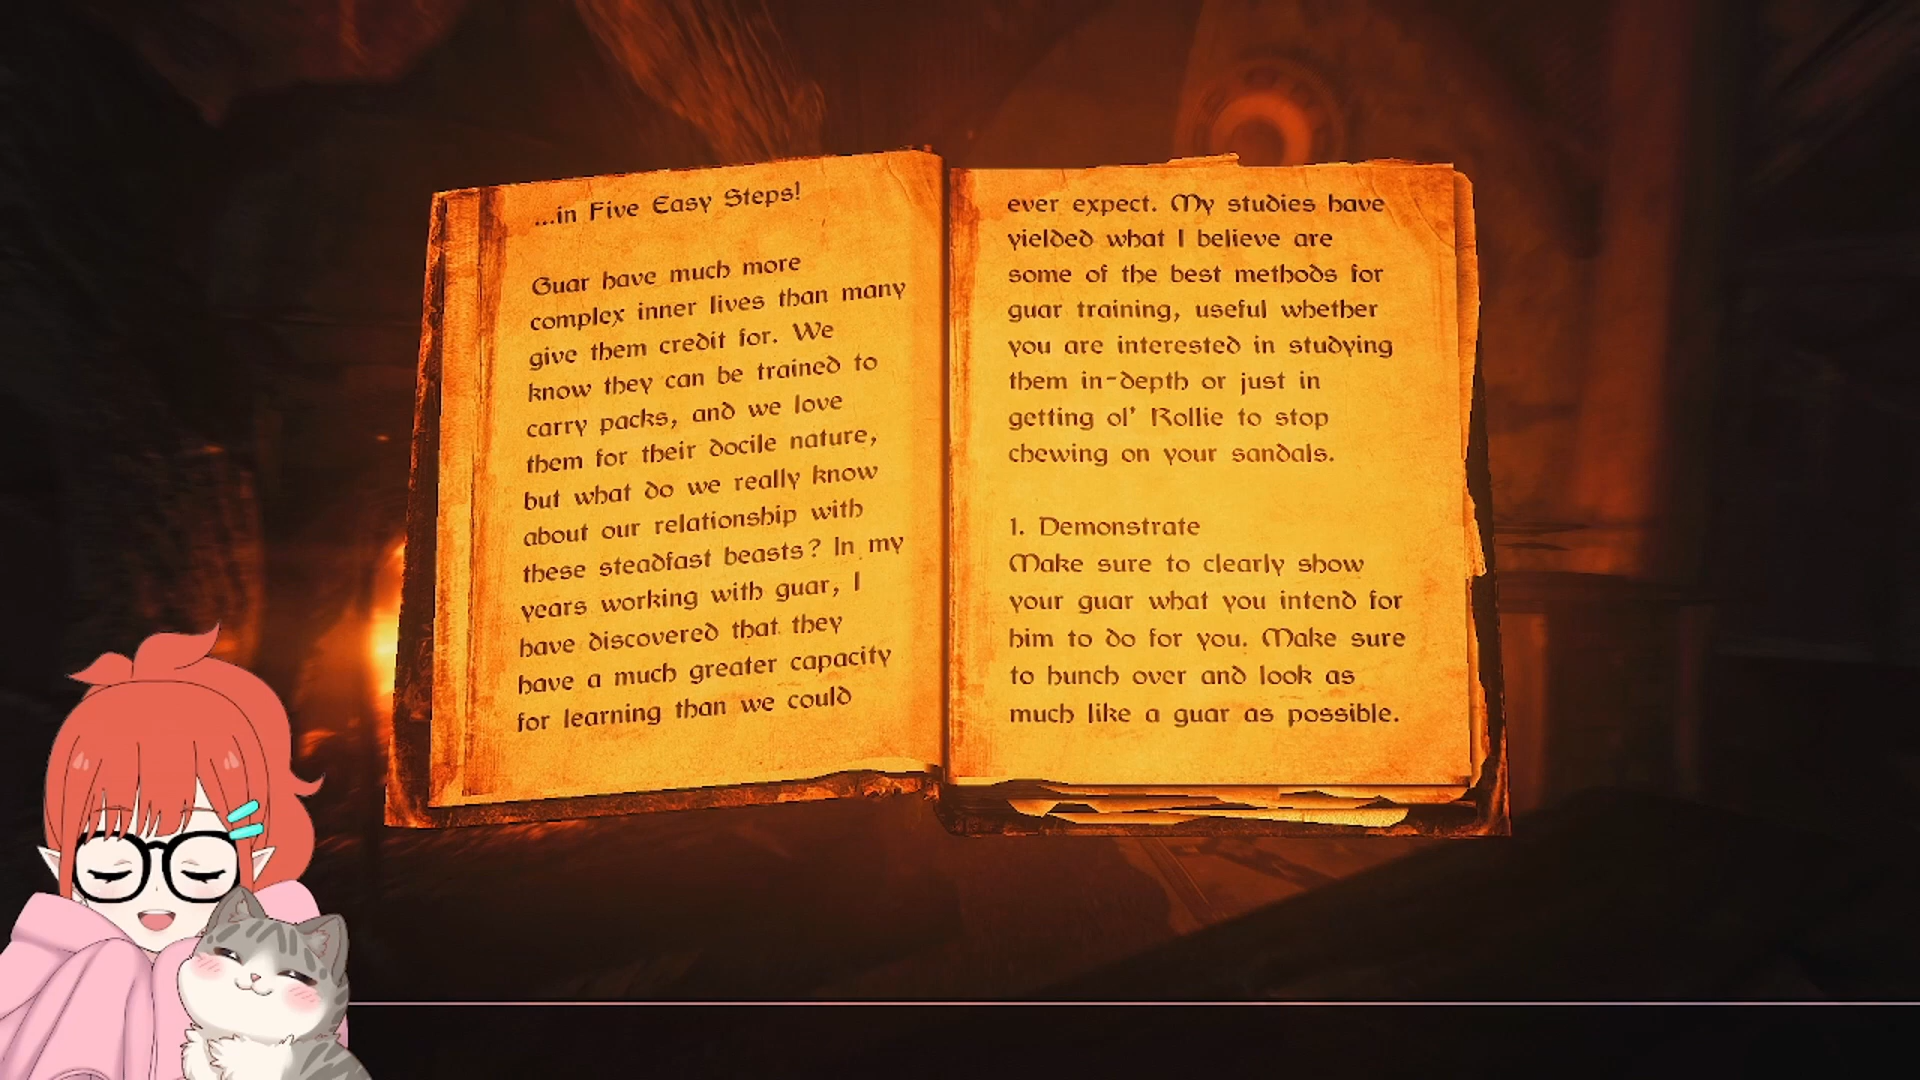 ...in Five Easy Steps!
Guar have much more
complex inner lives than many
give them credit for. We
know they can be trained to
carry packs, and we love
them for their docile nature,
but what do we really know
about our relationship with
these steadfast beasts? In my
years working with guar, I
have discovered that they
have a much greater capacity
for learning than we could
ever expect. My studies have
yielded what I believe are
some of the best methods for
guar training, useful whether
you are interested in studying
them in-depth or just in
getting ol' Rollie to stop
chewing on your sandals.
1. Demonstrate
Make sure to clearly show
your guar what you intend for
him to do for you. Make sure
to hunch over and look as
much like a guar as possible.